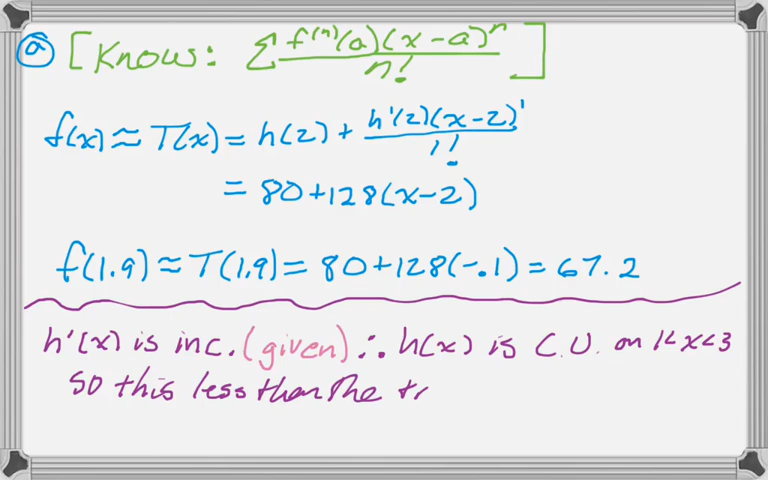 (a) [Know: Σ f⁽ⁿ⁾(a)(x-a)ⁿ / n! ]
f(x) ≈ T(x) = h(2) + h'(2)(x-2)¹ / 1!
= 80 + 128(x-2)
f(1.9) ≈ T(1.9) = 80 + 128(-.1) = 67.2
h'(x) is inc. (given) ∴ h(x) is C.U. on 1<x<3
So this less than the tr